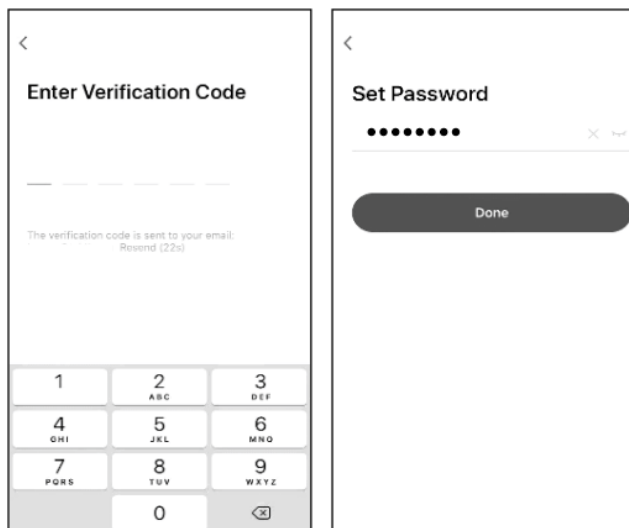 Enter Verification Code
The verification code is sent to your email:
Resend (22s)
1
2
ABC
3
DEF
4
GHI
5
JKL
6
MNO
7
PQRS
8
TUV
9
WXYZ
0
Set Password
Done